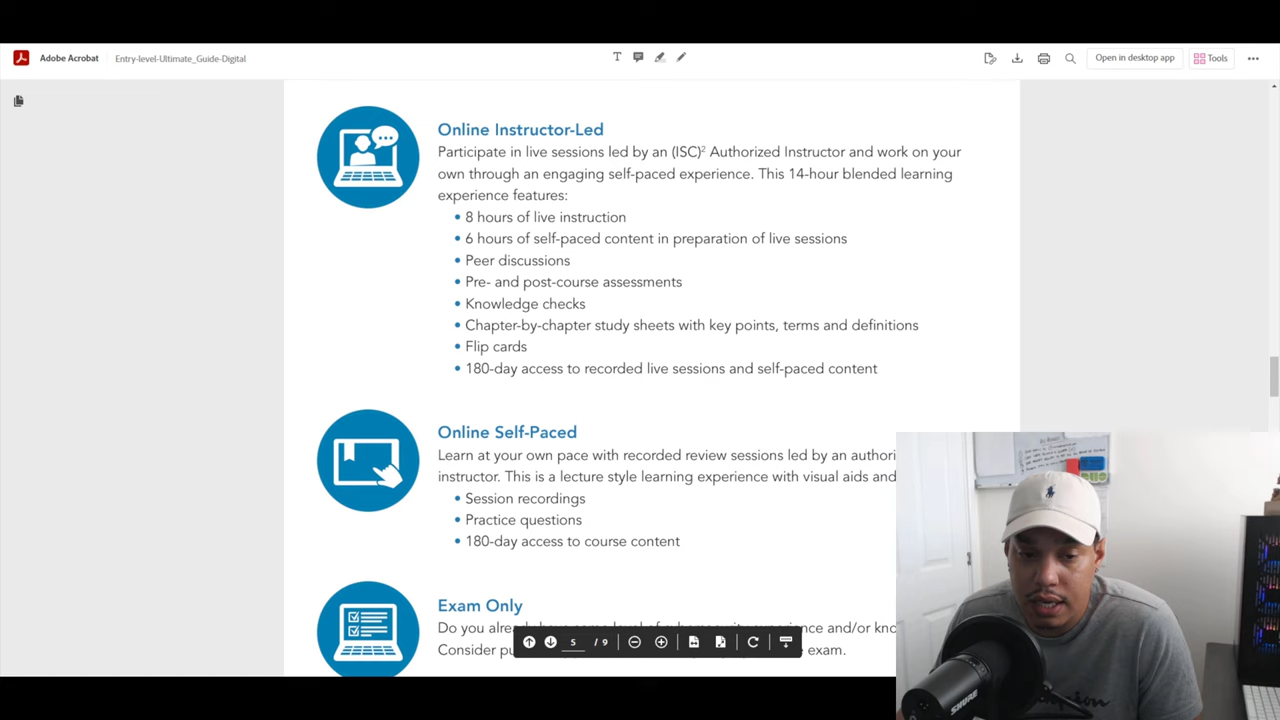 Adobe Acrobat
Entry-level-Ultimate_Guide-Digital
Open in desktop app
Tools
Online Instructor-Led
Participate in live sessions led by an (ISC)² Authorized Instructor and work on your
own through an engaging self-paced experience. This 14-hour blended learning
experience features:
• 8 hours of live instruction
• 6 hours of self-paced content in preparation of live sessions
• Peer discussions
• Pre- and post-course assessments
• Knowledge checks
• Chapter-by-chapter study sheets with key points, terms and definitions
• Flip cards
• 180-day access to recorded live sessions and self-paced content
Online Self-Paced
Learn at your own pace with recorded review sessions led by an
instructor. This is a lecture style learning experience with visual aids and
• Session recordings
• Practice questions
• 180-day access to course content
Exam Only
Do you
5 / 9
Consider exam.
SHURE